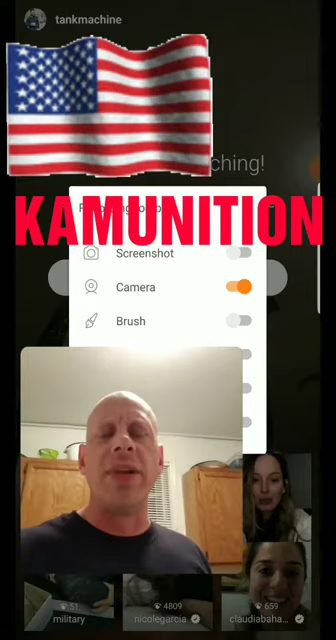 tankmachine
ching!
KAMUNITION
Screenshot
Camera
Brush
51
military
4809
nicolegarcia
659
claudiabaha...